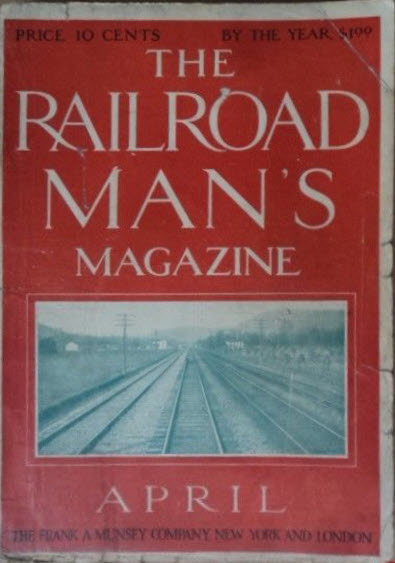 PRICE 10 CENTS BY THE YEAR, $1.00
THE
RAILROAD
MAN'S
MAGAZINE
APRIL
THE FRANK A MUNSEY COMPANY, NEW YORK AND LONDON